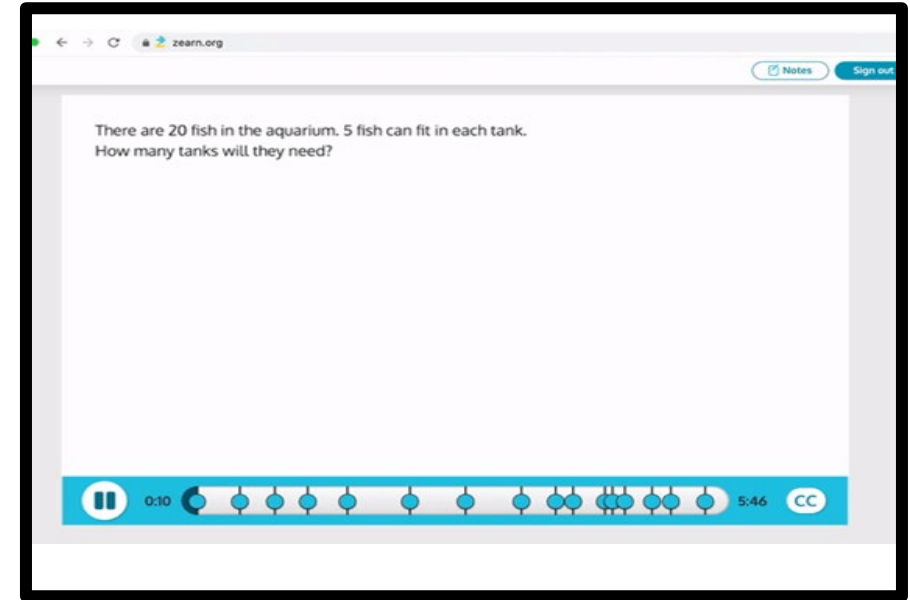 zearn.org
Notes
Sign out
There are 20 fish in the aquarium. 5 fish can fit in each tank.
How many tanks will they need?
0:10
5:46
CC